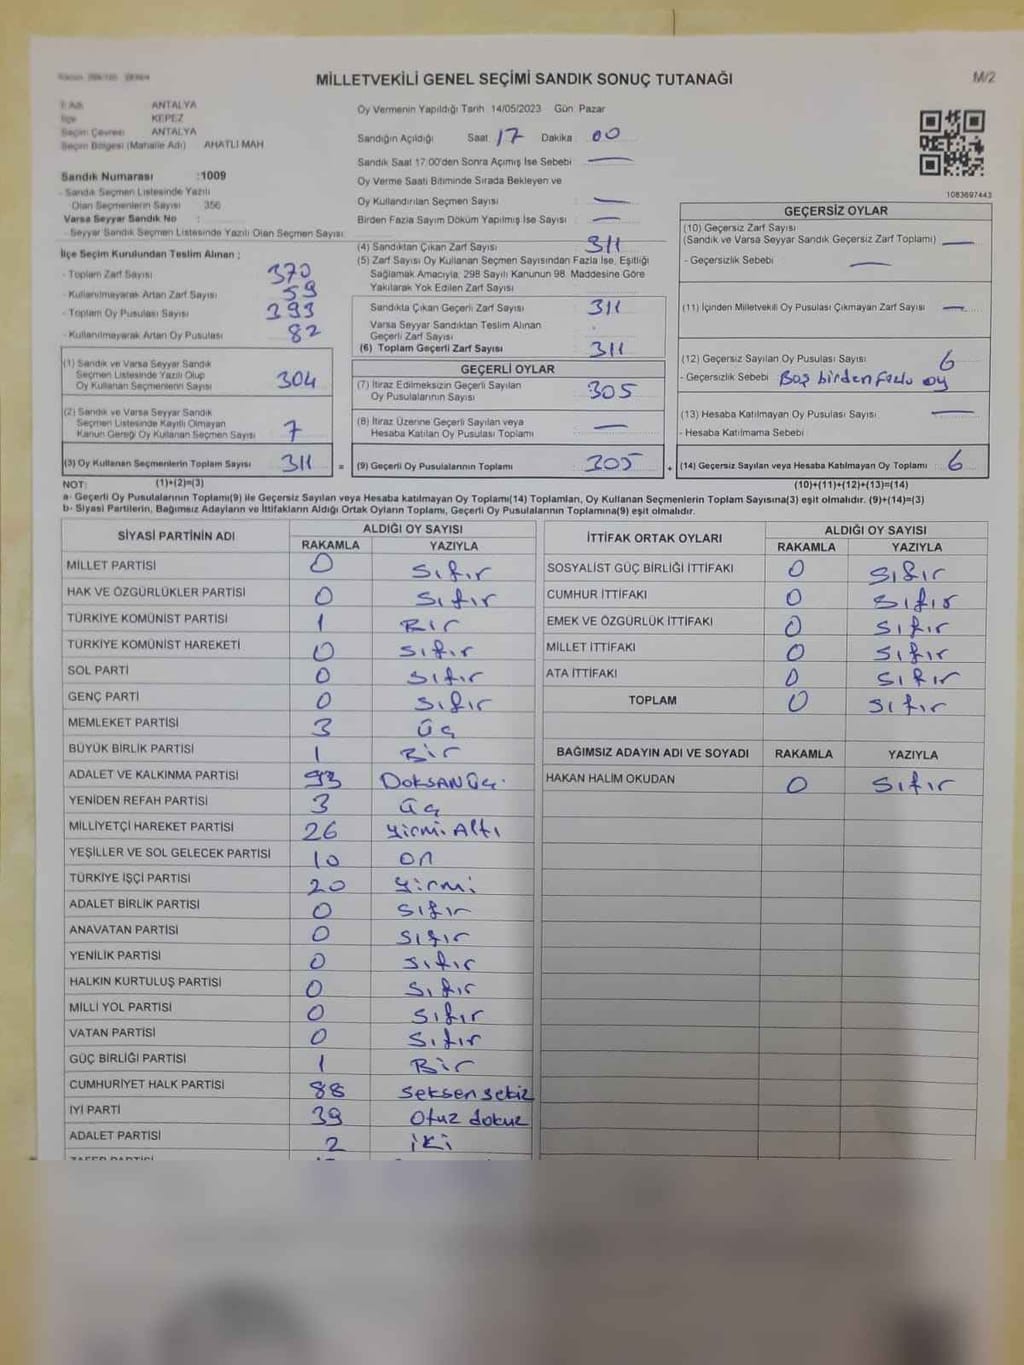 MİLLETVEKİLİ GENEL SEÇİMİ SANDIK SONUÇ TUTANAĞI
M/2
ANTALYA
İlçe KEPEZ
Seçim Çevresi ANTALYA
Seçim Bölgesi (Mahalle Adı) AHATLI MAH
Sandık Numarası :1009
- Sandık Seçmen Listesinde Yazılı
Olan Seçmenlerin Sayısı 356
Varsa Seyyar Sandık No :
- Seyyar Sandık Seçmen Listesinde Yazılı Olan Seçmen Sayısı:
İlçe Seçim Kurulundan Teslim Alınan ;
- Toplam Zarf Sayısı 370
- Kullanılmayarak Artan Zarf Sayısı 59
- Toplam Oy Pusulası Sayısı 393
- Kullanılmayarak Artan Oy Pusulası 82
(1) Sandık ve Varsa Seyyar Sandık
Seçmen Listesinde Yazılı Olup
Oy Kullanan Seçmenlerin Sayısı 304
(2) Sandık ve Varsa Seyyar Sandık
Seçmen Listesinde Kayıtlı Olmayan
Kanun Gereği Oy Kullanan Seçmen Sayısı 7
(3) Oy Kullanan Seçmenlerin Toplam Sayısı 311 =
Oy Vermenin Yapıldığı Tarih 14/05/2023 Gün Pazar
Sandığın Açıldığı Saat 17 Dakika 00
Sandık Saat 17:00'den Sonra Açımış İse Sebebi —
Oy Verme Saati Bitiminde Sırada Bekleyen ve
Oy Kullandırılan Seçmen Sayısı : —
Birden Fazla Sayım Döküm Yapılmış İse Sayısı : —
(4) Sandıktan Çıkan Zarf Sayısı 311
(5) Zarf Sayısı Oy Kullanan Seçmen Sayısından Fazla İse, Eşitliği
Sağlamak Amacıyla, 298 Sayılı Kanunun 98. Maddesine Göre
Yakılarak Yok Edilen Zarf Sayısı
Sandıkta Çıkan Geçerli Zarf Sayısı 311
Varsa Seyyar Sandıktan Teslim Alınan
Geçerli Zarf Sayısı
(6) Toplam Geçerli Zarf Sayısı 311
GEÇERLİ OYLAR
(7) İtiraz Edilmeksizin Geçerli Sayılan
Oy Pusulalarının Sayısı 305
(8) İtiraz Üzerine Geçerli Sayılan veya
Hesaba Katılan Oy Pusulası Toplamı —
(9) Geçerli Oy Pusulalarının Toplamı 305 +
1083697443
GEÇERSİZ OYLAR
(10) Geçersiz Zarf Sayısı
(Sandık ve Varsa Seyyar Sandık Geçersiz Zarf Toplamı) —
- Geçersizlik Sebebi —
(11) İçinden Milletvekili Oy Pusulası Çıkmayan Zarf Sayısı —
(12) Geçersiz Sayılan Oy Pusulası Sayısı 6
- Geçersizlik Sebebi Boş birden fazla oy
(13) Hesaba Katılmayan Oy Pusulası Sayısı —
- Hesaba Katılmama Sebebi
(14) Geçersiz Sayılan veya Hesaba Katılmayan Oy Toplamı 6
NOT: (1)+(2)=(3) (10)+(11)+(12)+(13)=(14)
a- Geçerli Oy Pusulalarının Toplamı(9) ile Geçersiz Sayılan veya Hesaba katılmayan Oy Toplamı(14) Toplamları, Oy Kullanan Seçmenlerin Toplam Sayısına(3) eşit olmalıdır. (9)+(14)=(3)
b- Siyasi Partilerin, Bağımsız Adayların ve İttifakların Aldığı Ortak Oyların Toplamı, Geçerli Oy Pusulalarının Toplamına(9) eşit olmalıdır.
SİYASİ PARTİNİN ADI ALDIĞI OY SAYISI
RAKAMLA YAZIYLA
MİLLET PARTİSİ 0 Sıfır
HAK VE ÖZGÜRLÜKLER PARTİSİ 0 Sıfır
TÜRKİYE KOMÜNİST PARTİSİ 1 Bir
TÜRKİYE KOMÜNİST HAREKETİ 0 Sıfır
SOL PARTİ 0 Sıfır
GENÇ PARTİ 0 Sıfır
MEMLEKET PARTİSİ 3 üç
BÜYÜK BİRLİK PARTİSİ 1 Bir
ADALET VE KALKINMA PARTİSİ 93 DoksanÜç
YENİDEN REFAH PARTİSİ 3 üç
MİLLİYETÇİ HAREKET PARTİSİ 26 Yirmi Altı
YEŞİLLER VE SOL GELECEK PARTİSİ 10 on
TÜRKİYE İŞÇİ PARTİSİ 20 Yirmi
ADALET BİRLİK PARTİSİ 0 Sıfır
ANAVATAN PARTİSİ 0 Sıfır
YENİLİK PARTİSİ 0 Sıfır
HALKIN KURTULUŞ PARTİSİ 0 Sıfır
MİLLİ YOL PARTİSİ 0 Sıfır
VATAN PARTİSİ 0 Sıfır
GÜÇ BİRLİĞİ PARTİSİ 1 Bir
CUMHURİYET HALK PARTİSİ 88 Seksen sekiz
İYİ PARTİ 39 Otuz dokuz
ADALET PARTİSİ 2 iki
ZAFER PARTİSİ
İTTİFAK ORTAK OYLARI ALDIĞI OY SAYISI
RAKAMLA YAZIYLA
SOSYALİST GÜÇ BİRLİĞİ İTTİFAKI 0 Sıfır
CUMHUR İTTİFAKI 0 Sıfır
EMEK VE ÖZGÜRLÜK İTTİFAKI 0 Sıfır
MİLLET İTTİFAKI 0 Sıfır
ATA İTTİFAKI 0 Sıfır
TOPLAM 0 Sıfır
BAĞIMSIZ ADAYIN ADI VE SOYADI RAKAMLA YAZIYLA
HAKAN HALİM OKUDAN 0 Sıfır